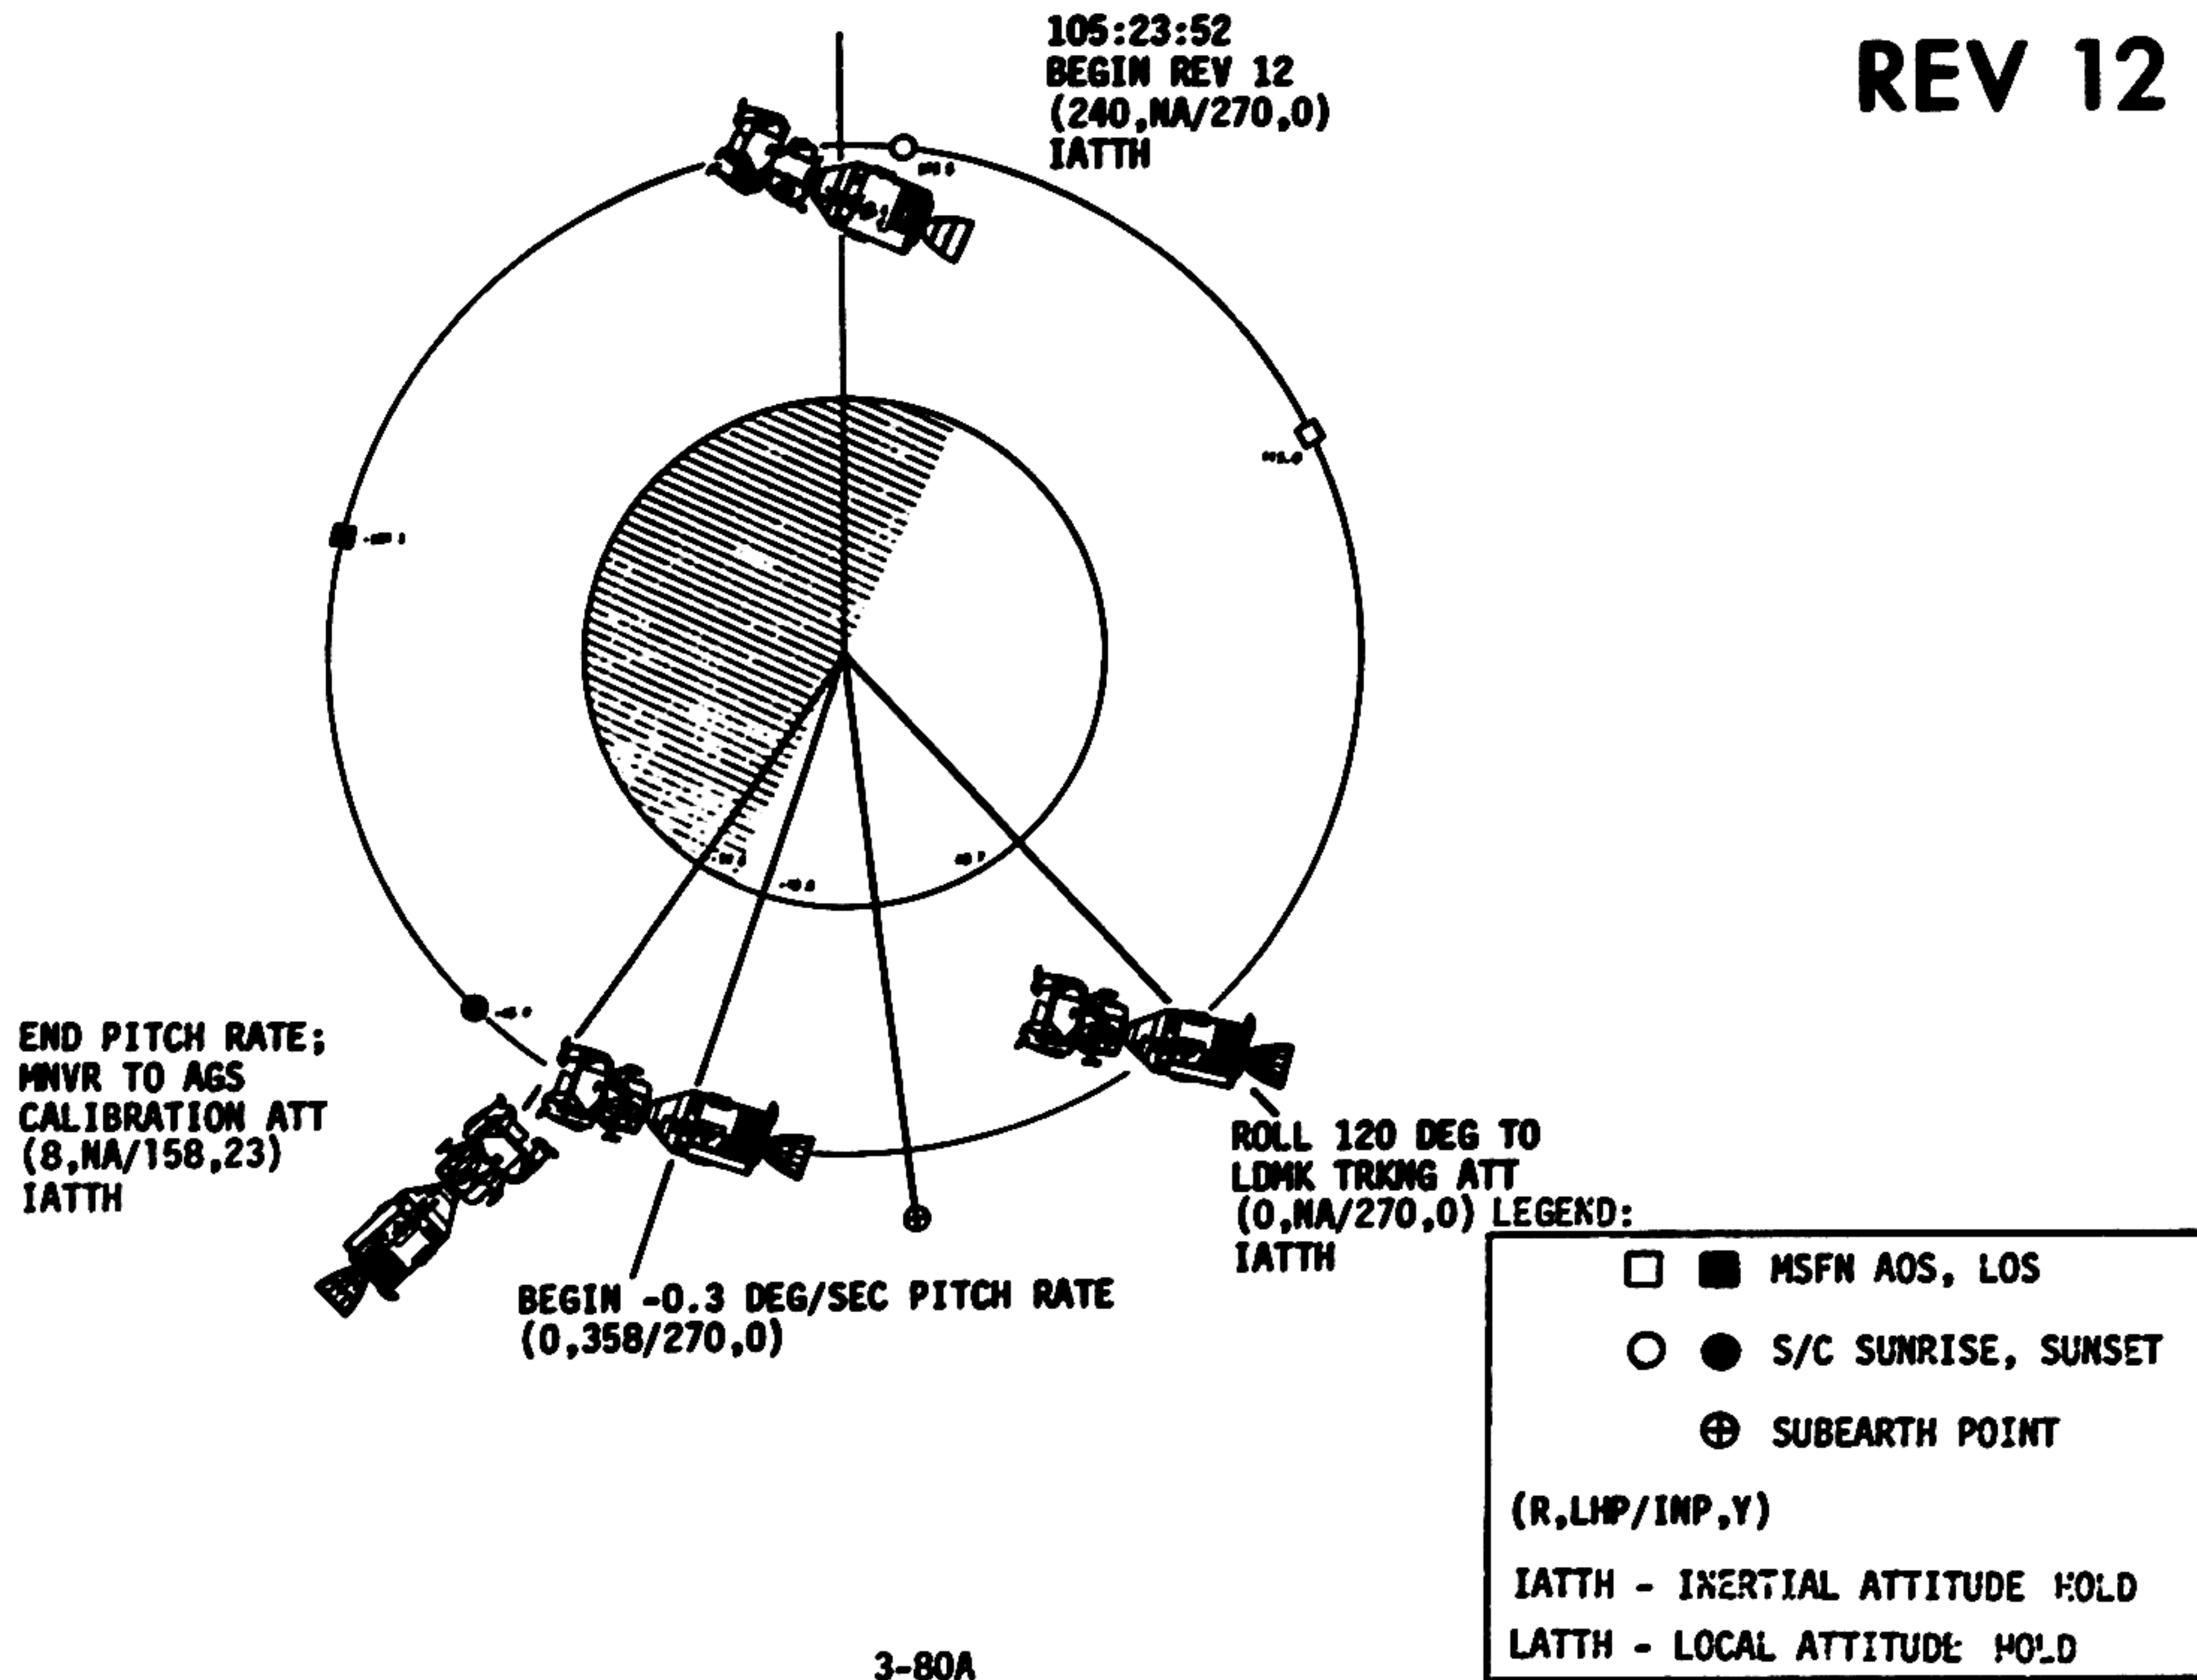 REV 12
105:23:52
BEGIN REV 12
(240,NA/270,0)
IATTH
END PITCH RATE;
MNVR TO AGS
CALIBRATION ATT
(8,NA/158,23)
IATTH
BEGIN -0.3 DEG/SEC PITCH RATE
(0,358/270,0)
ROLL 120 DEG TO
LDMK TRKNG ATT
(0,NA/270,0)
IATTH
LEGEND:
MSFN AOS, LOS
S/C SUNRISE, SUNSET
SUBEARTH POINT
(R,LHP/INP,Y)
IATTH - INERTIAL ATTITUDE HOLD
LATTH - LOCAL ATTITUDE HOLD
3-80A